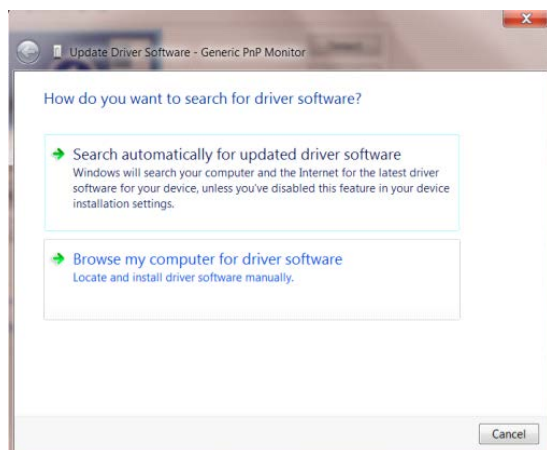 Update Driver Software - Generic PnP Monitor
How do you want to search for driver software?
Search automatically for updated driver software
Windows will search your computer and the Internet for the latest driver
software for your device, unless you've disabled this feature in your device
installation settings.
Browse my computer for driver software
Locate and install driver software manually.
Cancel